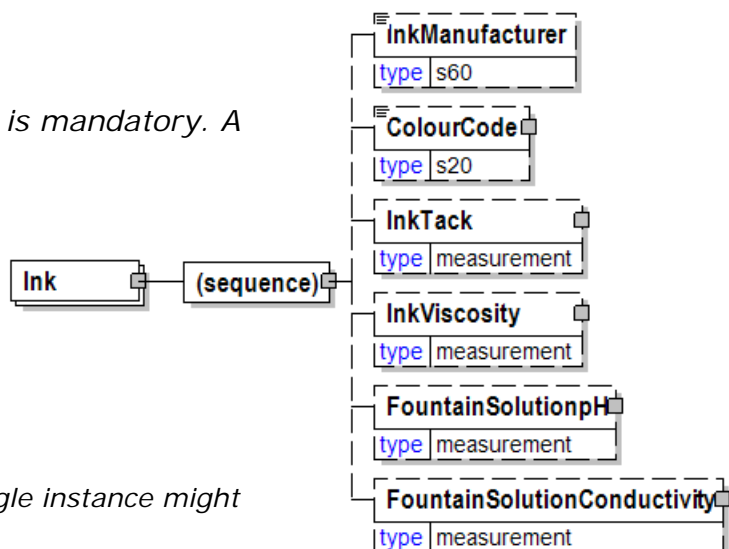 InkManufacturer
type s60
is mandatory. A
ColourCode
type s20
InkTack
type measurement
Ink
(sequence)
InkViscosity
type measurement
FountainSolutionpH
type measurement
gle instance might
FountainSolutionConductivity
type measurement